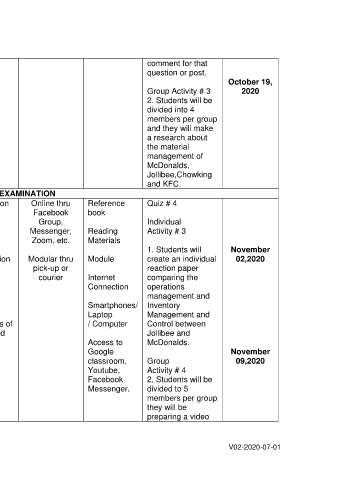 comment for that
question or post.
Group Activity # 3
2. Students will be
divided into 4
members per group
and they will make
a research about
the material
management of
McDonalds,
Jollibee,Chowking
and KFC.
October 19,
2020
EXAMINATION
on
ion
s of
d
Online thru
Facebook
Group,
Messenger,
Zoom, etc.
Modular thru
pick-up or
courier
Reference
book
Reading
Materials
Module
Internet
Connection
Smartphones/
Laptop
/ Computer
Access to
Google
classroom,
Youtube,
Facebook
Messenger.
Quiz # 4
Individual
Activity # 3
1. Students will
create an individual
reaction paper
comparing the
operations
management and
Inventory
Management and
Control between
Jollibee and
McDonalds.
Group
Activity # 4
2. Students will be
divided to 5
members per group
they will be
preparing a video
November
02,2020
November
09,2020
V02-2020-07-01